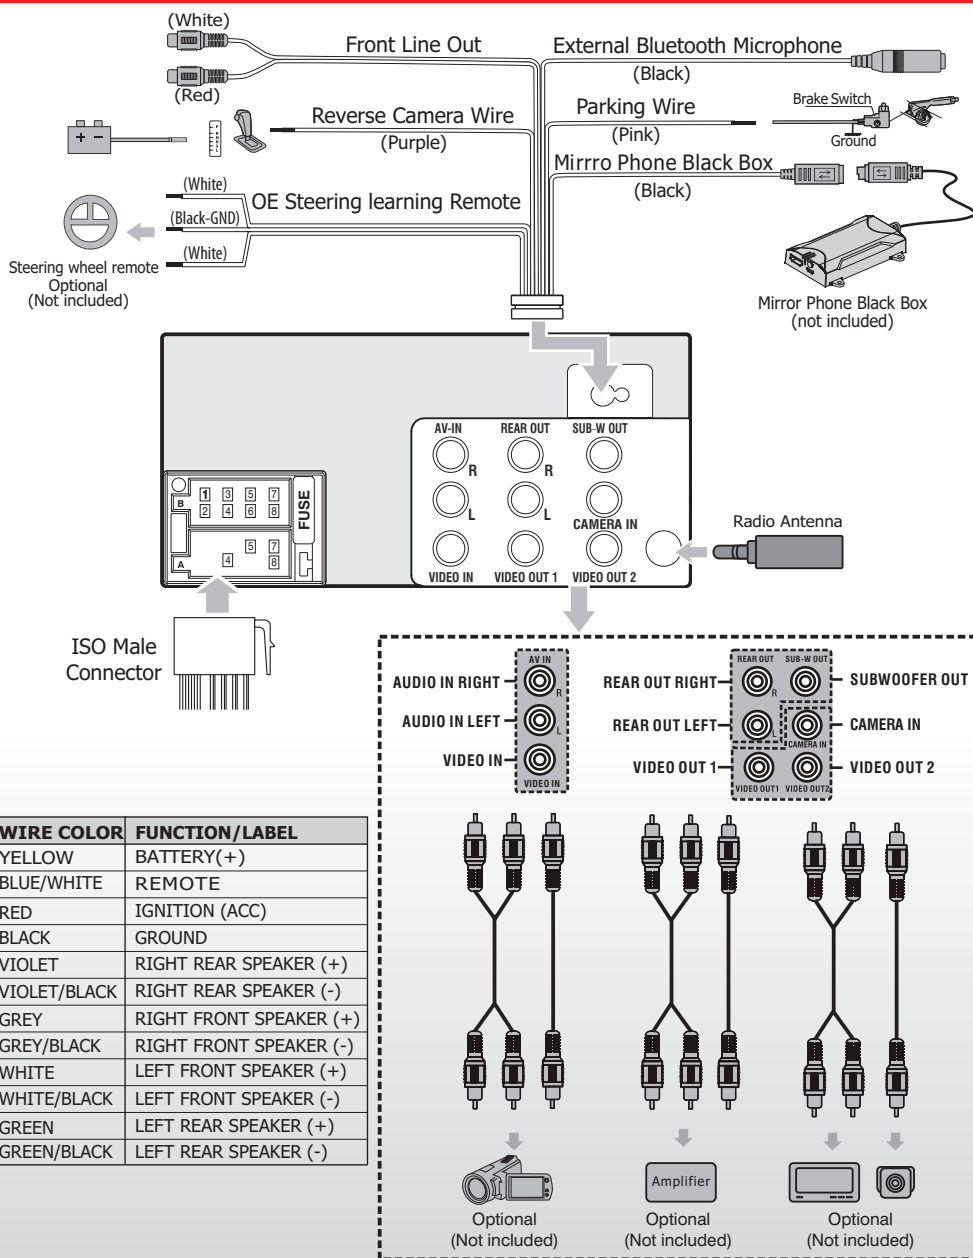 (White)
Front Line Out
(Red)
External Bluetooth Microphone
(Black)
Reverse Camera Wire
(Purple)
Parking Wire
(Pink)
Brake Switch
Ground
Mirrro Phone Black Box
(Black)
(White)
OE Steering learning Remote
(Black-GND)
(White)
Steering wheel remote
Optional
(Not included)
Mirror Phone Black Box
(not included)
AV-IN REAR OUT SUB-W OUT
R R
L L
CAMERA IN
VIDEO IN VIDEO OUT 1 VIDEO OUT 2
B 1 3 5 7
2 4 6 8
FUSE
5 7
A 4 8
Radio Antenna
ISO Male
Connector
AV IN
AUDIO IN RIGHT
R
AUDIO IN LEFT
L
VIDEO IN
VIDEO IN
REAR OUT SUB-W OUT
REAR OUT RIGHT
R
SUBWOOFER OUT
REAR OUT LEFT
L
CAMERA IN
CAMERA IN
VIDEO OUT 1
VIDEO OUT 2
VIDEO OUT1 VIDEO OUT2
WIRE COLOR FUNCTION/LABEL
YELLOW BATTERY(+)
BLUE/WHITE REMOTE
RED IGNITION (ACC)
BLACK GROUND
VIOLET RIGHT REAR SPEAKER (+)
VIOLET/BLACK RIGHT REAR SPEAKER (-)
GREY RIGHT FRONT SPEAKER (+)
GREY/BLACK RIGHT FRONT SPEAKER (-)
WHITE LEFT FRONT SPEAKER (+)
WHITE/BLACK LEFT FRONT SPEAKER (-)
GREEN LEFT REAR SPEAKER (+)
GREEN/BLACK LEFT REAR SPEAKER (-)
Optional
(Not included)
Amplifier
Optional
(Not included)
Optional
(Not included)